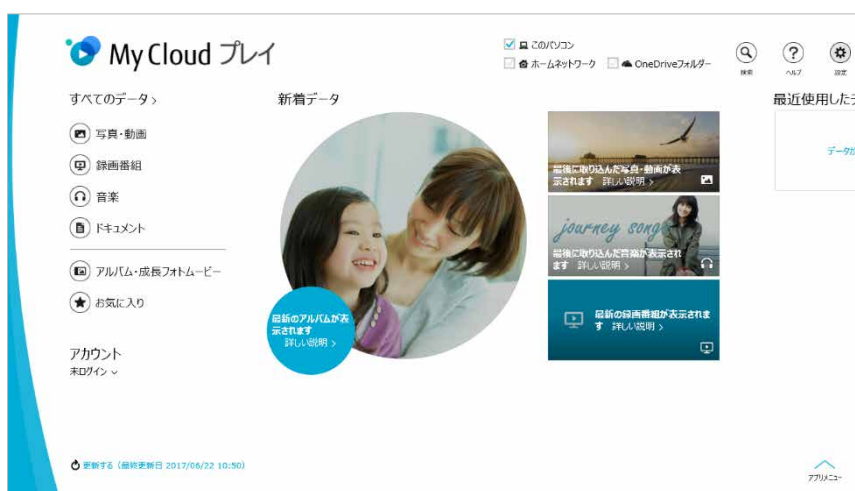 My Cloud プレイ
このパソコン
ホームネットワーク
OneDriveフォルダー
検索
ヘルプ
設定
すべてのデータ >
新着データ
最近使用したデ
写真・動画
録画番組
音楽
ドキュメント
アルバム・成長フォトムービー
お気に入り
アカウント
未ログイン
最新のアルバムが表
示されます
詳しい説明 >
最後に取り込んだ写真・動画が表
示されます 詳しい説明 >
journey songs
最後に取り込んだ音楽が表示され
ます 詳しい説明 >
最新の録画番組が表示されま
す 詳しい説明 >
データが
更新する (最終更新日 2017/06/22 10:50)
アプリメニュー